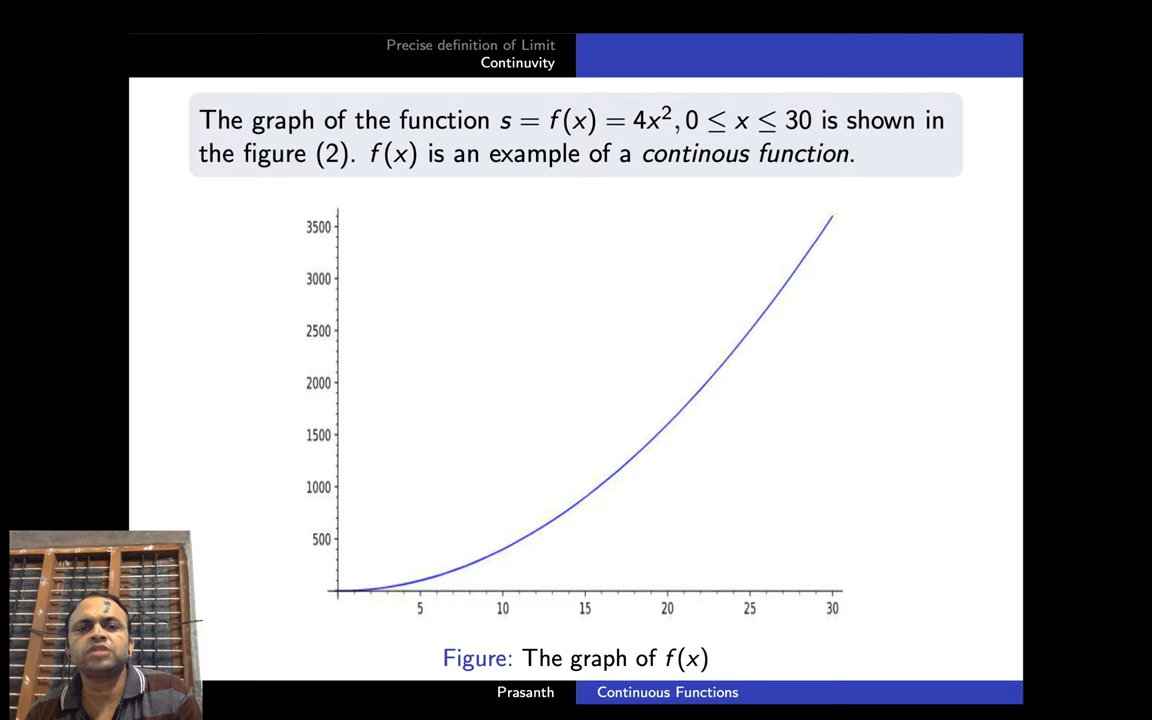 Precise definition of Limit
Continuvity
The graph of the function s = f(x) = 4x², 0 ≤ x ≤ 30 is shown in
the figure (2). f(x) is an example of a continous function.
3500
3000
2500
2000
1500
1000
500
5 10 15 20 25 30
Figure: The graph of f(x)
Prasanth Continuous Functions